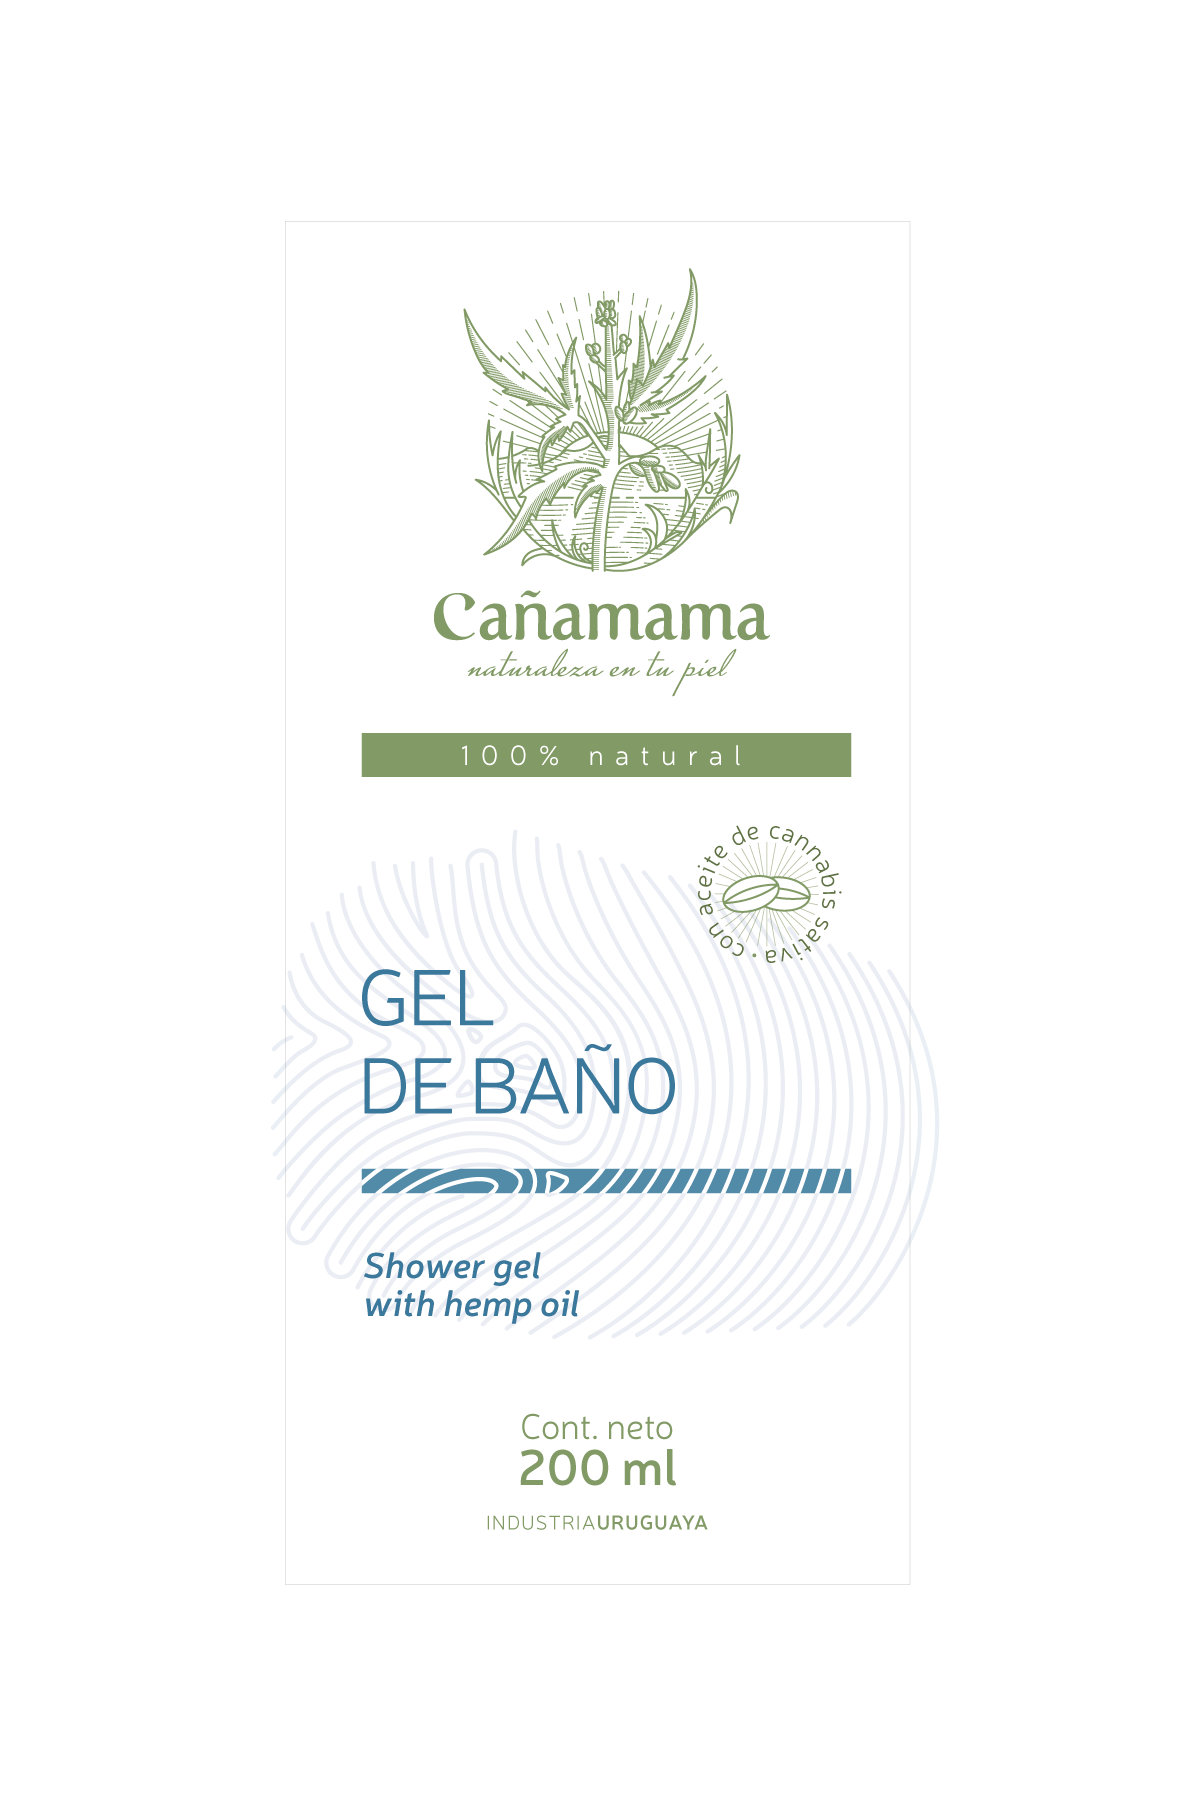 Cañamama
naturaleza en tu piel
100% natural
con aceite de cannabis sativa •
GEL
DE BAÑO
Shower gel
with hemp oil
Cont. neto
200 ml
INDUSTRIAURUGUAYA